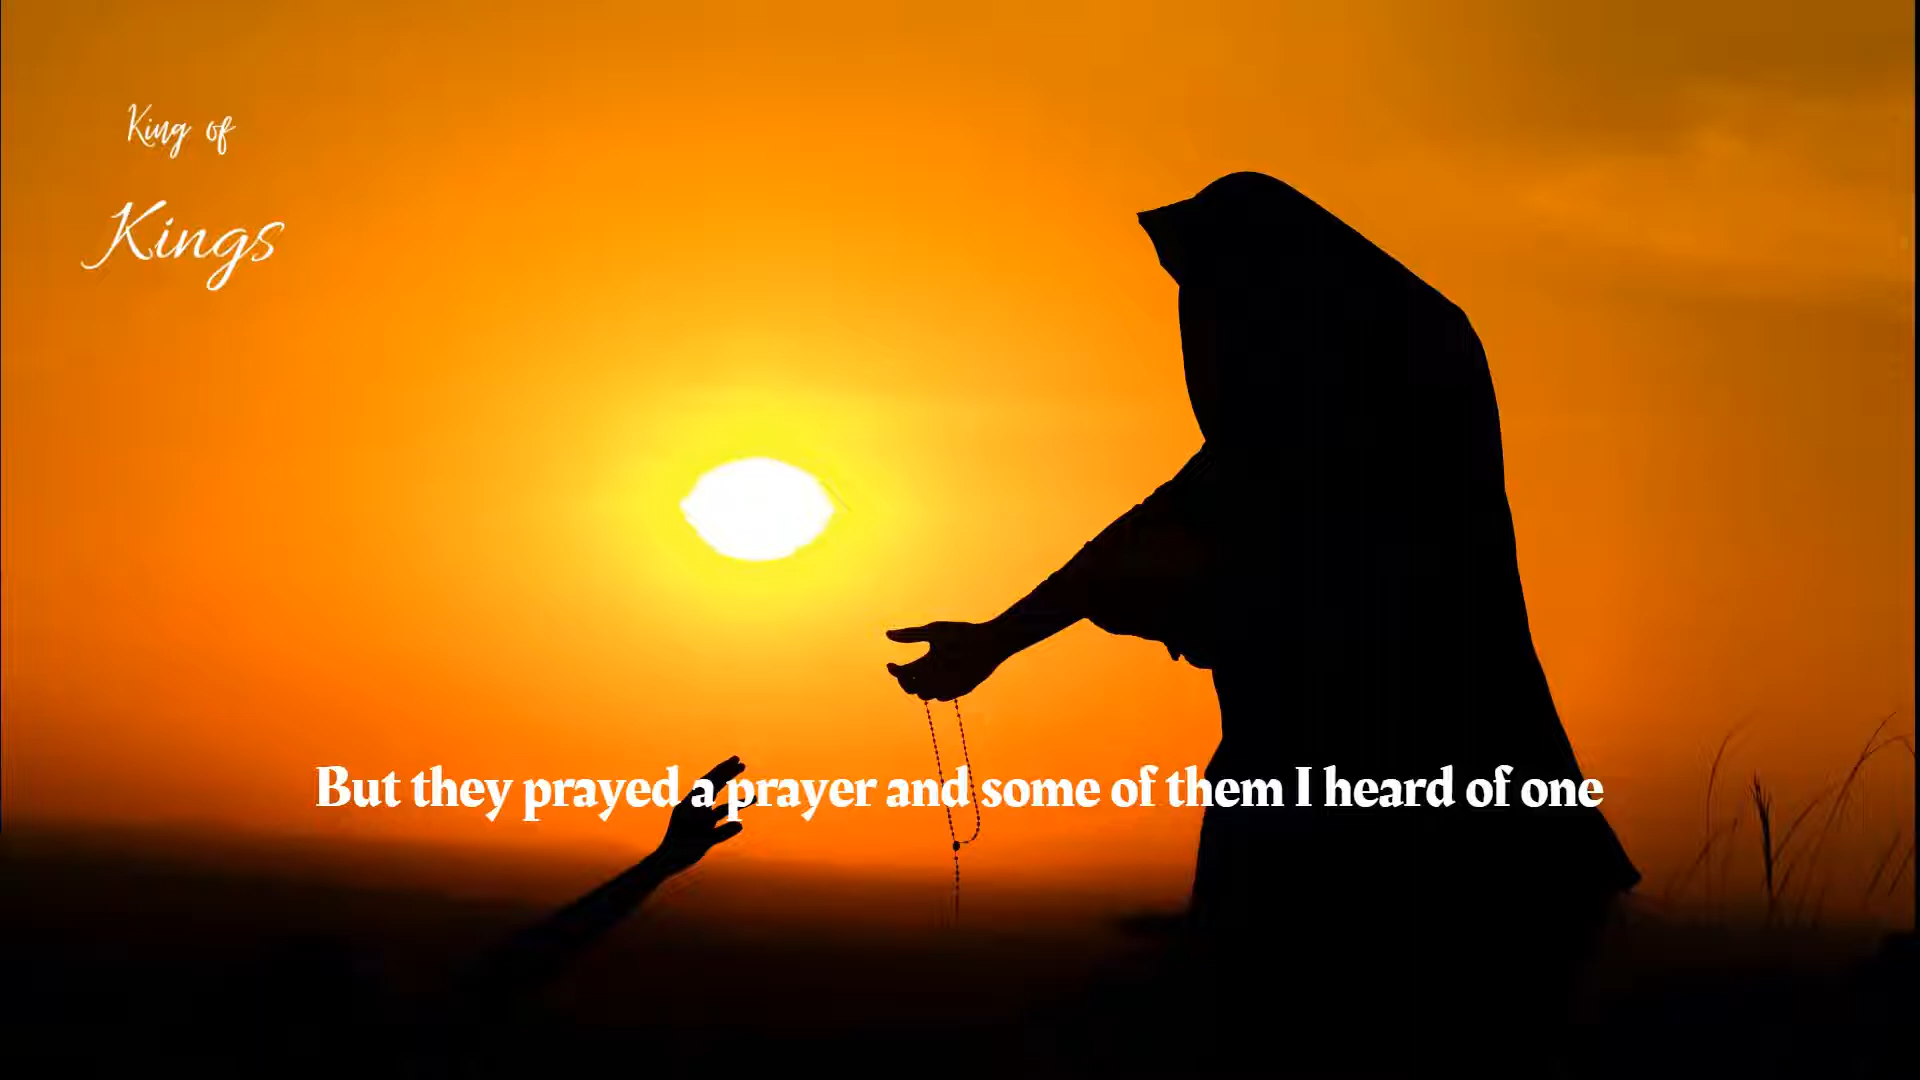 King of
Kings
But they prayed a prayer and some of them I heard of one